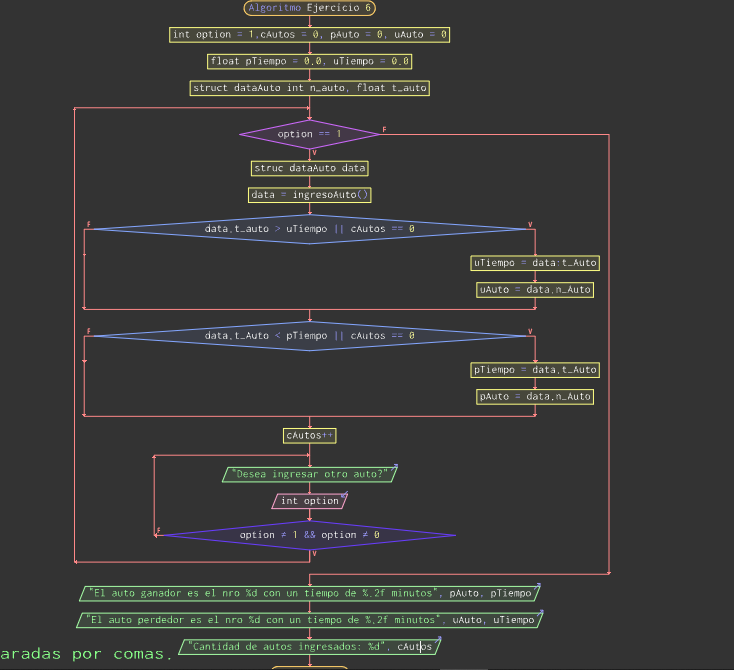 Algoritmo Ejercicio 6
int option = 1,cAutos = 0, pAuto = 0, uAuto = 0
float pTiempo = 0.0, uTiempo = 0.0
struct dataAuto int n_auto, float t_auto
option == 1
F
V
struc dataAuto data
data = ingresoAuto()
F
data.t_auto > uTiempo || cAutos == 0
V
uTiempo = data:t_Auto
uAuto = data.n_Auto
F
data.t_Auto < pTiempo || cAutos == 0
V
pTiempo = data.t_Auto
pAuto = data.n_Auto
cAutos++
"Desea ingresar otro auto?"
int option
F
option ≠ 1 && optiom ≠ 0
V
"El auto ganador es el nro %d con un tiempo de %.2f minutos", pAuto, pTiempo
"El auto perdedor es el nro %d con un tiempo de %.2f minutos", uAuto, uTiempo
"Cantidad de autos ingresados: %d", cAutos
aradas por comas.